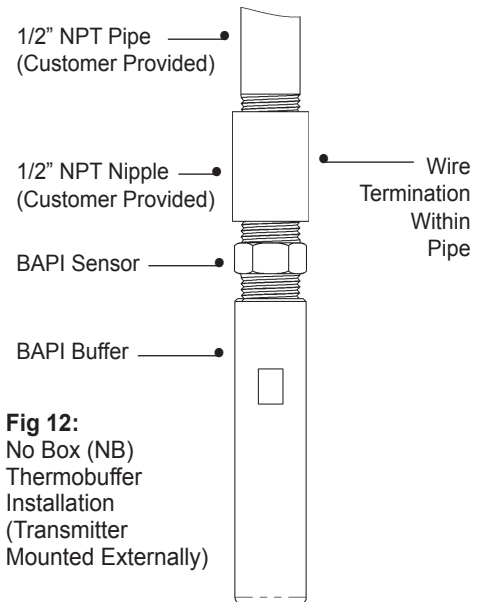 1/2” NPT Pipe
(Customer Provided)
1/2” NPT Nipple
(Customer Provided)
Wire
Termination
Within
Pipe
BAPI Sensor
BAPI Buffer
Fig 12:
No Box (NB)
Thermobuffer
Installation
(Transmitter
Mounted Externally)